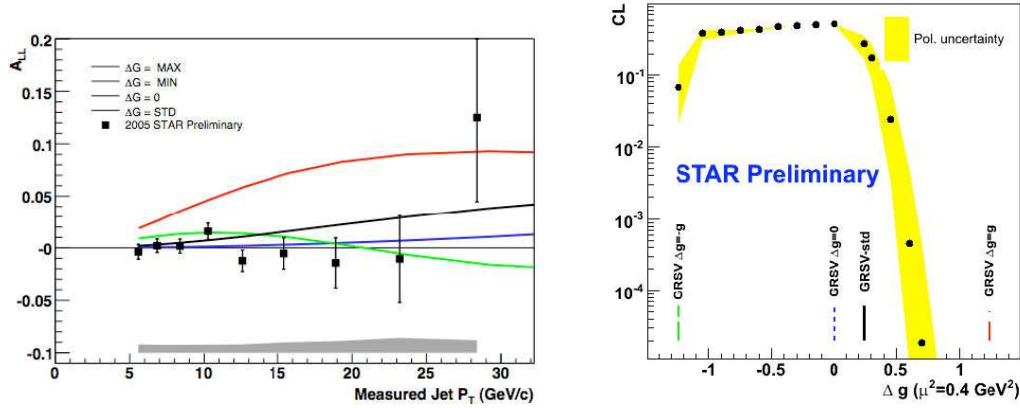 A_LL
0.2
0.15
0.1
0.05
-0
-0.05
-0.1
ΔG = MAX
ΔG = MIN
ΔG = 0
ΔG = STD
2005 STAR Preliminary
0 5 10 15 20 25 30
Measured Jet P_T (GeV/c)
CL
10^-1
10^-2
10^-3
10^-4
Pol. uncertainty
STAR Preliminary
GRSV Δg=-g
GRSV Δg=0
GRSV-std
GRSV Δg=g
-1 -0.5 0 0.5 1
Δ g (μ²=0.4 GeV²)